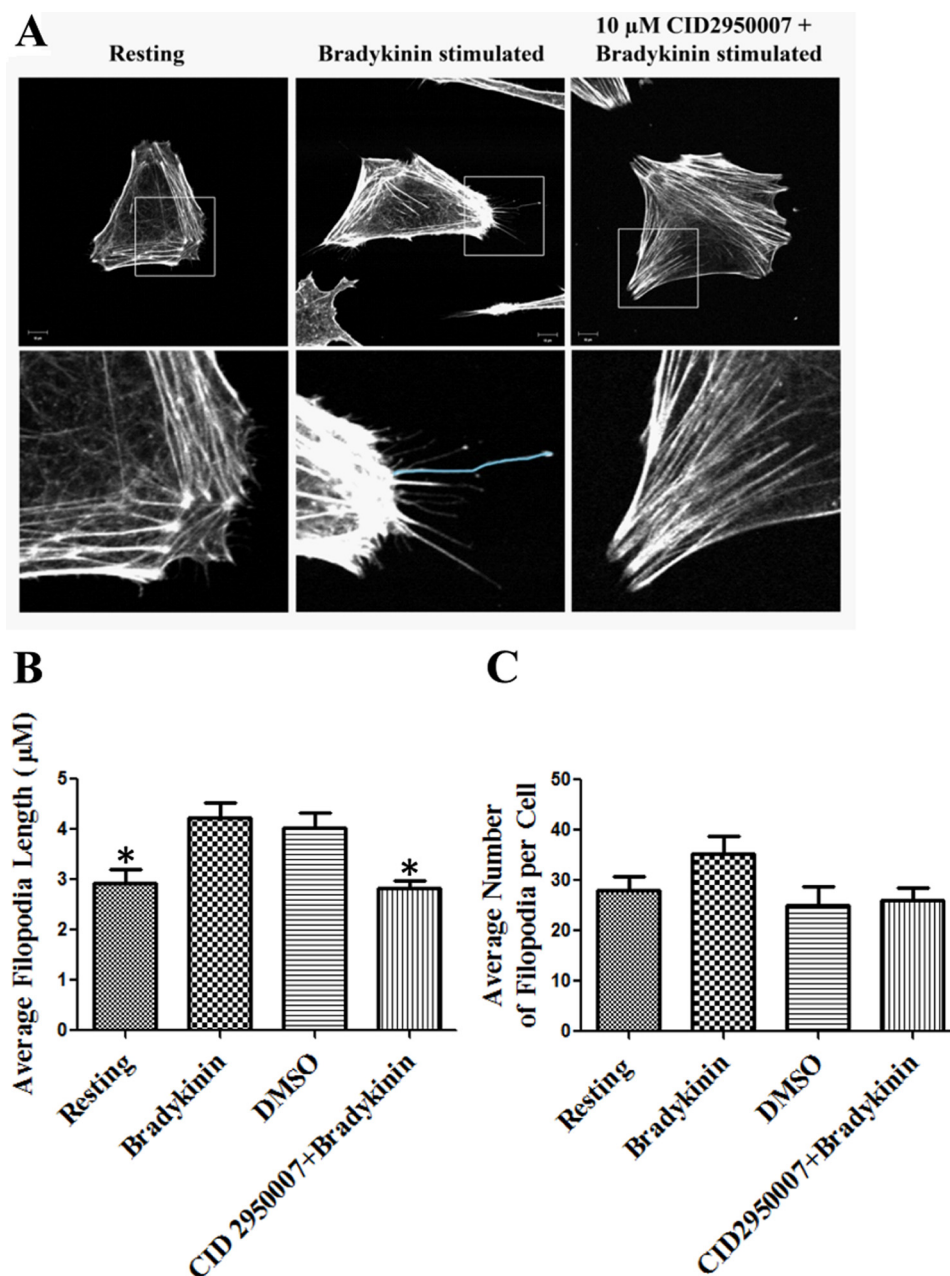 A
Resting
Bradykinin stimulated
10 μM CID2950007 +
Bradykinin stimulated
B
Average Filopodia Length ( μM)
5
4
3
2
1
0
*
*
Resting
Bradykinin
DMSO
CID 2950007+Bradykinin
C
Average Number
of Filopodia per Cell
50
40
30
20
10
0
Resting
Bradykinin
DMSO
CID2950007+Bradykinin